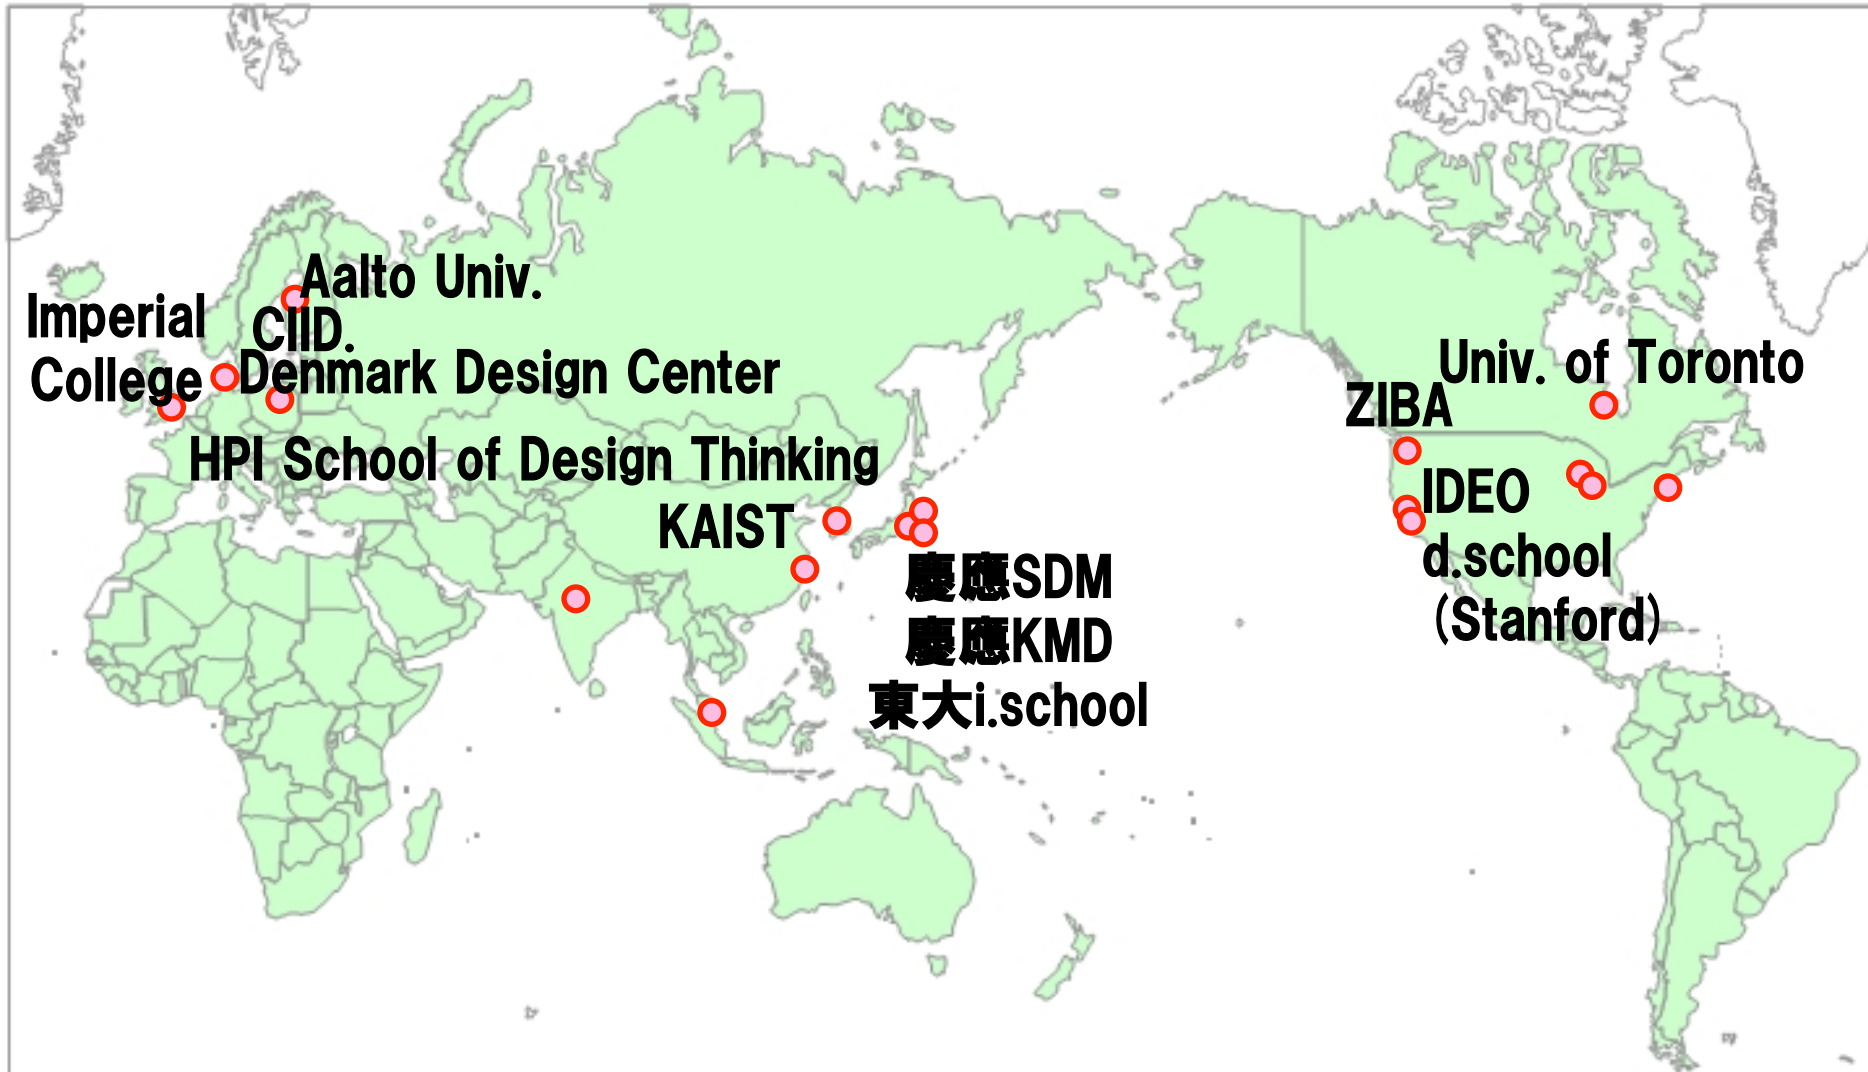 Aalto Univ.
Imperial
College
CIID.
Denmark Design Center
HPI School of Design Thinking
KAIST
慶應SDM
慶應KMD
東大i.school
Univ. of Toronto
ZIBA
IDEO
d.school
(Stanford)